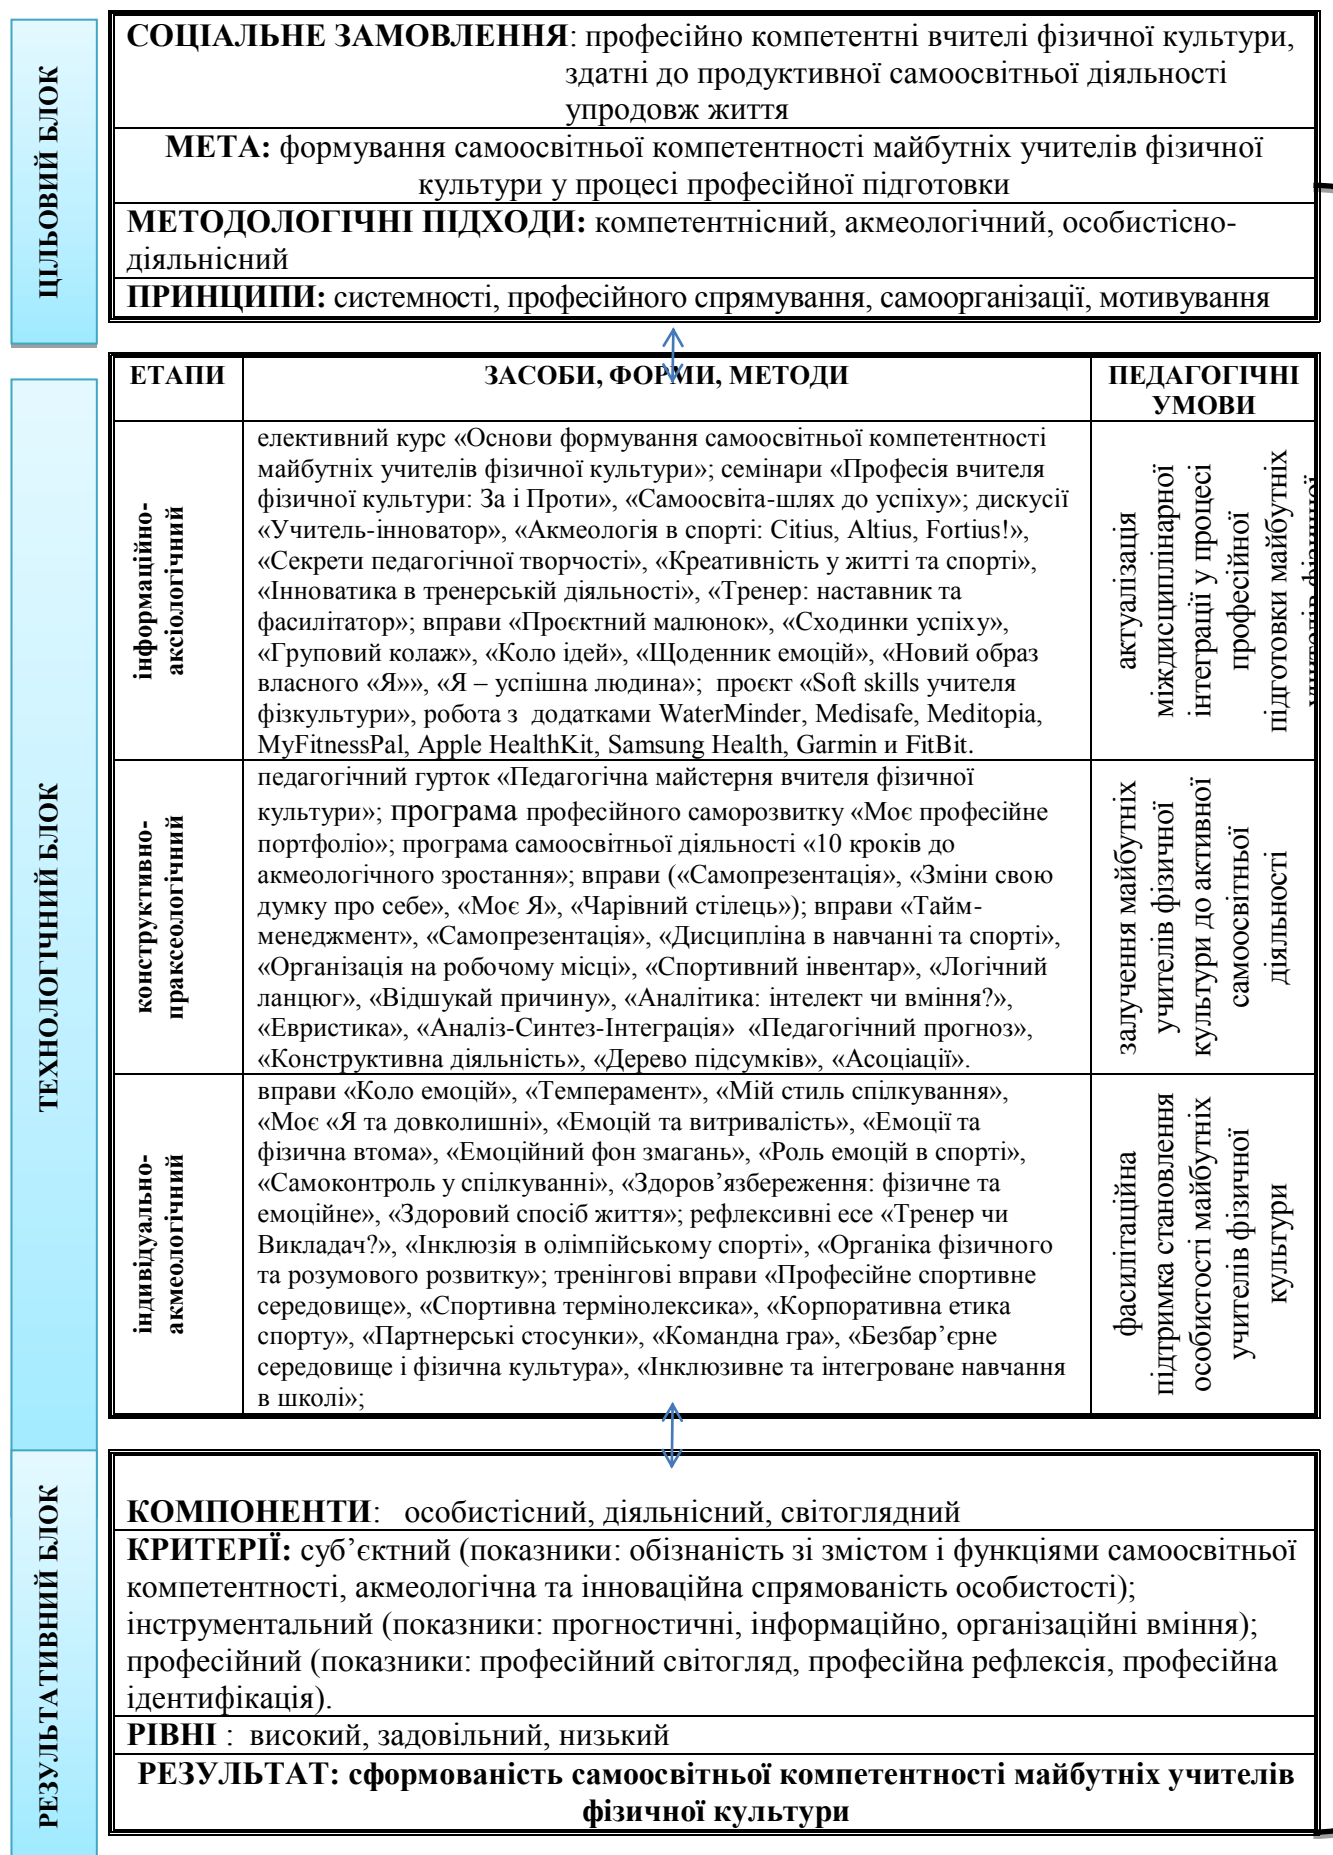 ЦІЛЬОВИЙ БЛОК
СОЦІАЛЬНЕ ЗАМОВЛЕННЯ: професійно компетентні вчителі фізичної культури,
здатні до продуктивної самоосвітньої діяльності
упродовж життя
МЕТА: формування самоосвітньої компетентності майбутніх учителів фізичної
культури у процесі професійної підготовки
МЕТОДОЛОГІЧНІ ПІДХОДИ: компетентнісний, акмеологічний, особистісно-
діяльнісний
ПРИНЦИПИ: системності, професійного спрямування, самоорганізації, мотивування
ТЕХНОЛОГІЧНИЙ БЛОК
ЕТАПИ
ЗАСОБИ, ФОРМИ, МЕТОДИ
ПЕДАГОГІЧНІ
УМОВИ
інформаційно-
аксіологічний
елективний курс «Основи формування самоосвітньої компетентності
майбутніх учителів фізичної культури»; семінари «Професія вчителя
фізичної культури: За і Проти», «Самоосвіта-шлях до успіху»; дискусії
«Учитель-інноватор», «Акмеологія в спорті: Citius, Altius, Fortius!»,
«Секрети педагогічної творчості», «Креативність у житті та спорті»,
«Інноватика в тренерській діяльності», «Тренер: наставник та
фасилітатор»; вправи «Проєктний малюнок», «Сходинки успіху»,
«Груповий колаж», «Коло ідей», «Щоденник емоцій», «Новий образ
власного «Я»», «Я – успішна людина»; проєкт «Soft skills учителя
фізкультури», робота з додатками WaterMinder, Medisafe, Meditopia,
MyFitnessPal, Apple HealthKit, Samsung Health, Garmin и FitBit.
актуалізація
міждисциплінарної
інтеграції у процесі
професійної
підготовки майбутніх
учителів фізичної
конструктивно-
праксеологічний
педагогічний гурток «Педагогічна майстерня вчителя фізичної
культури»; програма професійного саморозвитку «Моє професійне
портфоліо»; програма самоосвітньої діяльності «10 кроків до
акмеологічного зростання»; вправи («Самопрезентація», «Зміни свою
думку про себе», «Моє Я», «Чарівний стілець»); вправи «Тайм-
менеджмент», «Самопрезентація», «Дисципліна в навчанні та спорті»,
«Організація на робочому місці», «Спортивний інвентар», «Логічний
ланцюг», «Відшукай причину», «Аналітика: інтелект чи вміння?»,
«Евристика», «Аналіз-Синтез-Інтеграція» «Педагогічний прогноз»,
«Конструктивна діяльність», «Дерево підсумків», «Асоціації».
залучення майбутніх
учителів фізичної
культури до активної
самоосвітньої
діяльності
індивідуально-
акмеологічний
вправи «Коло емоцій», «Темперамент», «Мій стиль спілкування»,
«Моє «Я та довколишні», «Емоцій та витривалість», «Емоції та
фізична втома», «Емоційний фон змагань», «Роль емоцій в спорті»,
«Самоконтроль у спілкуванні», «Здоров’язбереження: фізичне та
емоційне», «Здоровий спосіб життя»; рефлексивні есе «Тренер чи
Викладач?», «Інклюзія в олімпійському спорті», «Органіка фізичного
та розумового розвитку»; тренінгові вправи «Професійне спортивне
середовище», «Спортивна термінолексика», «Корпоративна етика
спорту», «Партнерські стосунки», «Командна гра», «Безбар’єрне
середовище і фізична культура», «Інклюзивне та інтегроване навчання
в школі»;
фасилітаційна
підтримка становлення
особистості майбутніх
учителів фізичної
культури
РЕЗУЛЬТАТИВНИЙ БЛОК
КОМПОНЕНТИ: особистісний, діяльнісний, світоглядний
КРИТЕРІЇ: суб’єктний (показники: обізнаність зі змістом і функціями самоосвітньої
компетентності, акмеологічна та інноваційна спрямованість особистості);
інструментальний (показники: прогностичні, інформаційно, організаційні вміння);
професійний (показники: професійний світогляд, професійна рефлексія, професійна
ідентифікація).
РІВНІ : високий, задовільний, низький
РЕЗУЛЬТАТ: сформованість самоосвітньої компетентності майбутніх учителів
фізичної культури